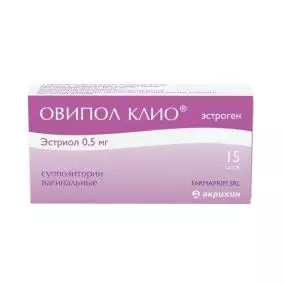 ОВИПОЛ КЛИО®
эстроген
Эстриол 0,5 мг
15
суппозитории
вагинальные
FARMAPRIM SRL
акрихин